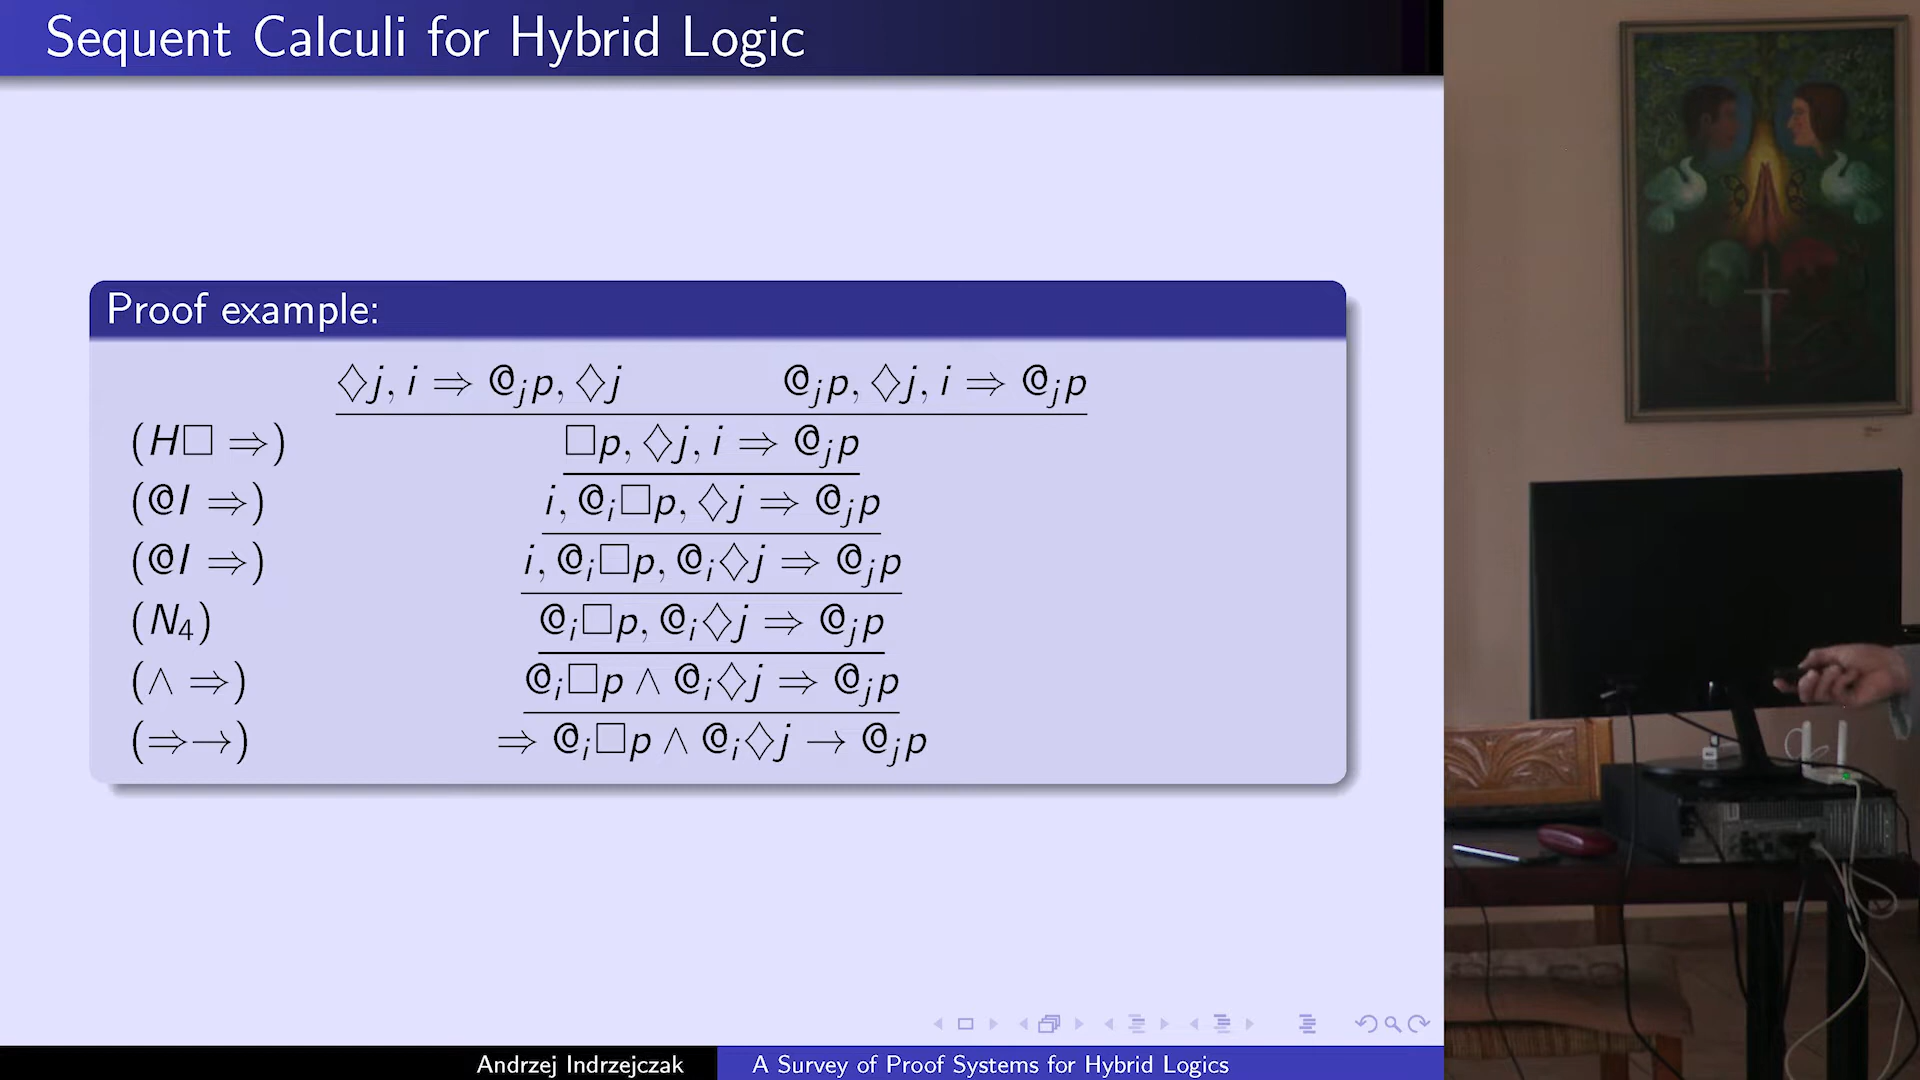 Sequent Calculi for Hybrid Logic
Proof example:
◇j, i ⇒ @ⱼp, ◇j    @ⱼp, ◇j, i ⇒ @ⱼp
(H□ ⇒) □p, ◇j, i ⇒ @ⱼp
(@I ⇒) i, @ᵢ□p, ◇j ⇒ @ⱼp
(@I ⇒) i, @ᵢ□p, @ᵢ◇j ⇒ @ⱼp
(N₄) @ᵢ□p, @ᵢ◇j ⇒ @ⱼp
(∧ ⇒) @ᵢ□p ∧ @ᵢ◇j ⇒ @ⱼp
(⇒→) ⇒ @ᵢ□p ∧ @ᵢ◇j → @ⱼp
Andrzej Indrzejczak
A Survey of Proof Systems for Hybrid Logics